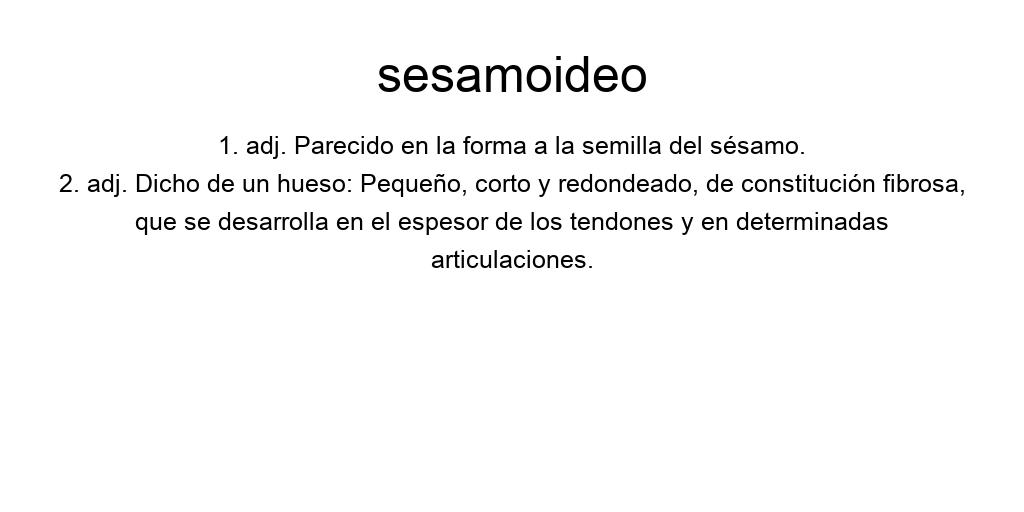 sesamoideo
1. adj. Parecido en la forma a la semilla del sésamo.
2. adj. Dicho de un hueso: Pequeño, corto y redondeado, de constitución fibrosa,
que se desarrolla en el espesor de los tendones y en determinadas
articulaciones.